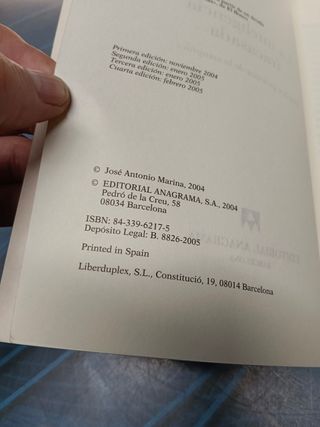 Primera edición: noviembre 2004
Segunda edición: enero 2005
Tercera edición: enero 2005
Cuarta edición: febrero 2005
© José Antonio Marina, 2004
© EDITORIAL ANAGRAMA, S.A., 2004
Pedró de la Creu, 58
08034 Barcelona
ISBN: 84-339-6217-5
Depósito Legal: B. 8826-2005
Printed in Spain
Liberduplex, S.L., Constitució, 19, 08014 Barcelona